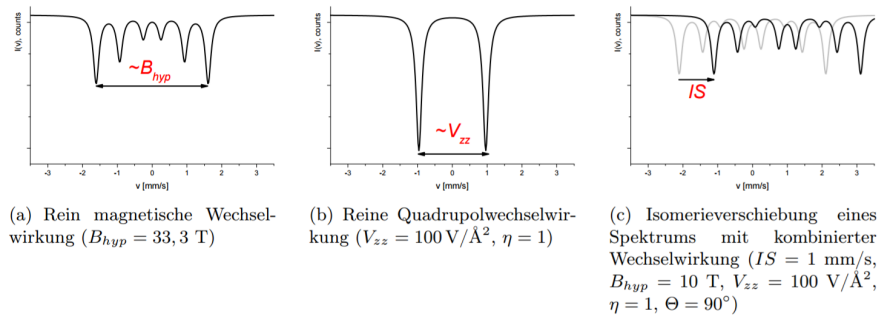 I(v), counts
~B_hyp
-3 -2 -1 0 1 2 3
v [mm/s]
(a) Rein magnetische Wechsel-
wirkung (B_hyp = 33,3 T)
I(v), counts
~V_zz
-3 -2 -1 0 1 2 3
v [mm/s]
(b) Reine Quadrupolwechselwir-
kung (V_zz = 100 V/Å², η = 1)
I(v), counts
IS
-3 -2 -1 0 1 2 3
v [mm/s]
(c) Isomerieverschiebung eines
Spektrums mit kombinierter
Wechselwirkung (IS = 1 mm/s,
B_hyp = 10 T, V_zz = 100 V/Å²,
η = 1, Θ = 90°)